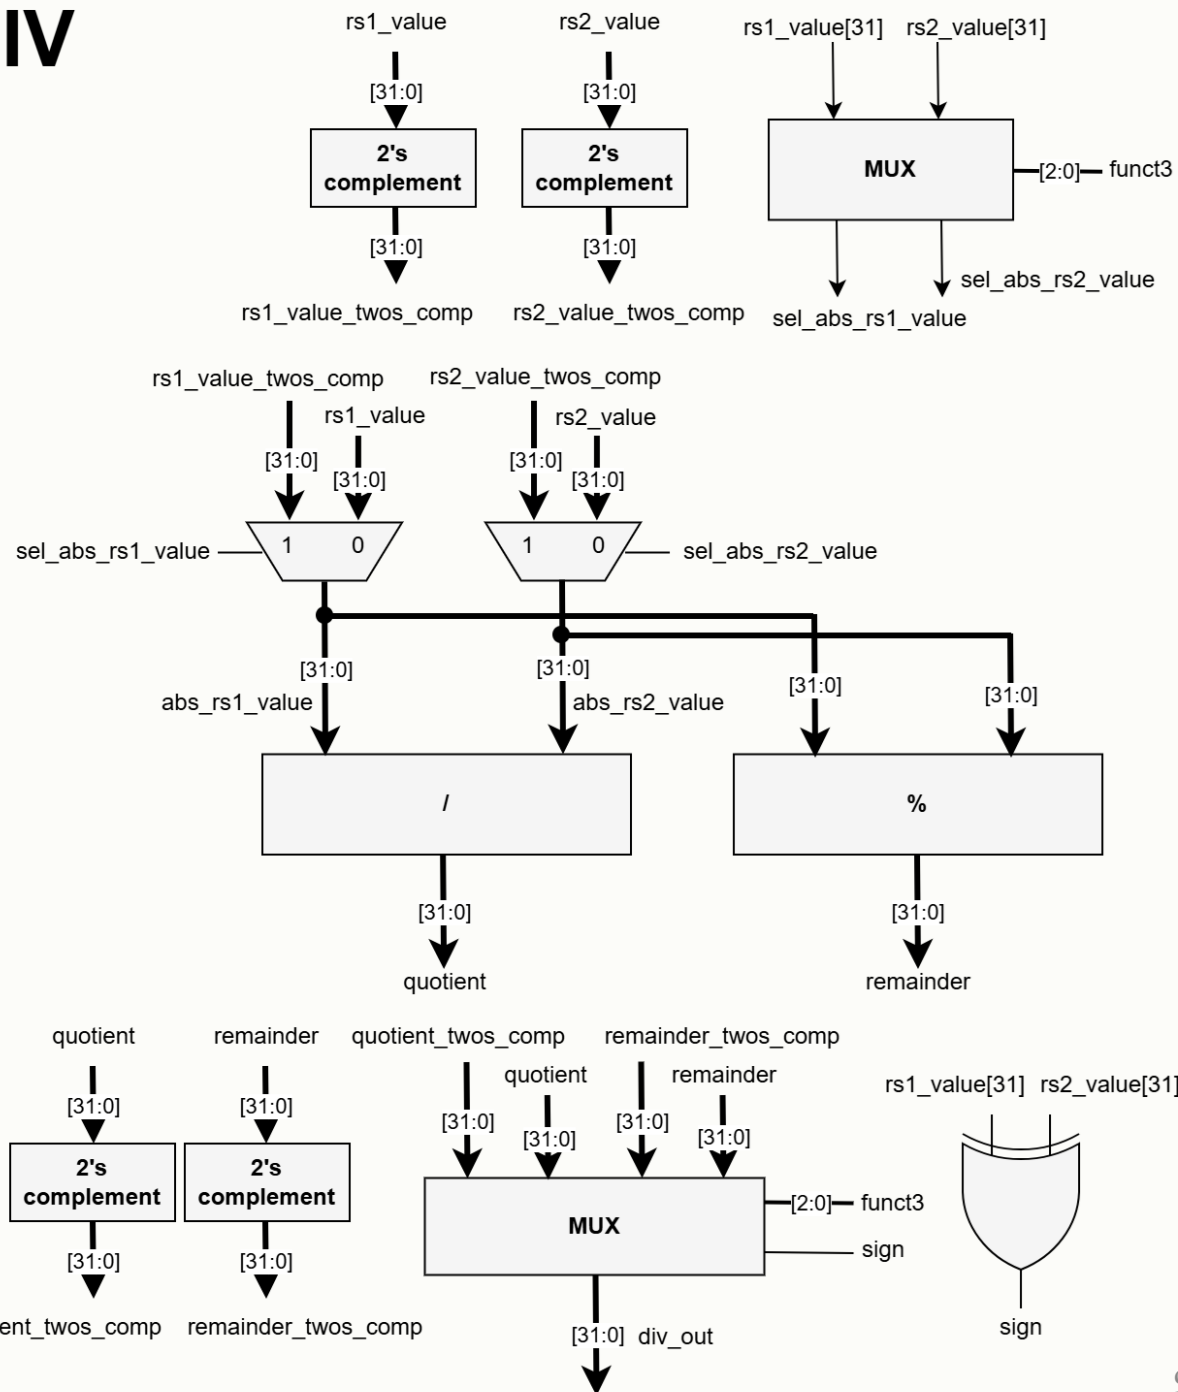 IV
rs1_value
rs2_value
rs1_value[31] rs2_value[31]
[31:0]
[31:0]
2's
complement
2's
complement
MUX
[2:0]
funct3
[31:0]
[31:0]
rs1_value_twos_comp
rs2_value_twos_comp
sel_abs_rs2_value
sel_abs_rs1_value
rs1_value_twos_comp
rs2_value_twos_comp
rs1_value
rs2_value
[31:0]
[31:0]
[31:0]
[31:0]
sel_abs_rs1_value
1 0
1 0
sel_abs_rs2_value
[31:0]
[31:0]
[31:0]
[31:0]
abs_rs1_value
abs_rs2_value
/
%
[31:0]
[31:0]
quotient
remainder
quotient
remainder
quotient_twos_comp
remainder_twos_comp
quotient
remainder
rs1_value[31] rs2_value[31]
[31:0]
[31:0]
[31:0]
[31:0]
[31:0]
[31:0]
2's
complement
2's
complement
MUX
[2:0]
funct3
sign
[31:0]
[31:0]
ent_twos_comp
remainder_twos_comp
[31:0] div_out
sign